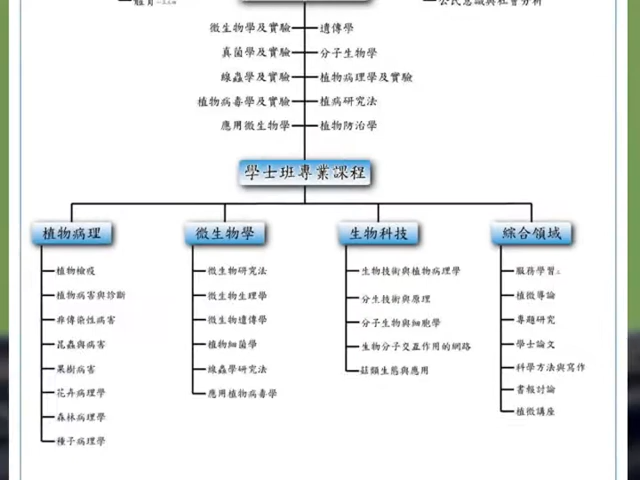 體育
公民意識與社會分析
微生物學及實驗 遺傳學
真菌學及實驗 分子生物學
線蟲學及實驗 植物病理學及實驗
植物病毒學及實驗 植病研究法
應用微生物學 植物防治學
學士班專業課程
植物病理
植物檢疫
植物病害與診斷
非傳染性病害
昆蟲與病害
果樹病害
花卉病理學
森林病理學
種子病理學
微生物學
微生物研究法
微生物生理學
微生物遺傳學
植物細菌學
線蟲學研究法
應用植物病毒學
生物科技
生物技術與植物病理學
分生技術與原理
分子生物與細胞學
生物分子交互作用的網路
菇類生態與應用
綜合領域
服務學習
植微導論
專題研究
學士論文
科學方法與寫作
書報討論
植微講座